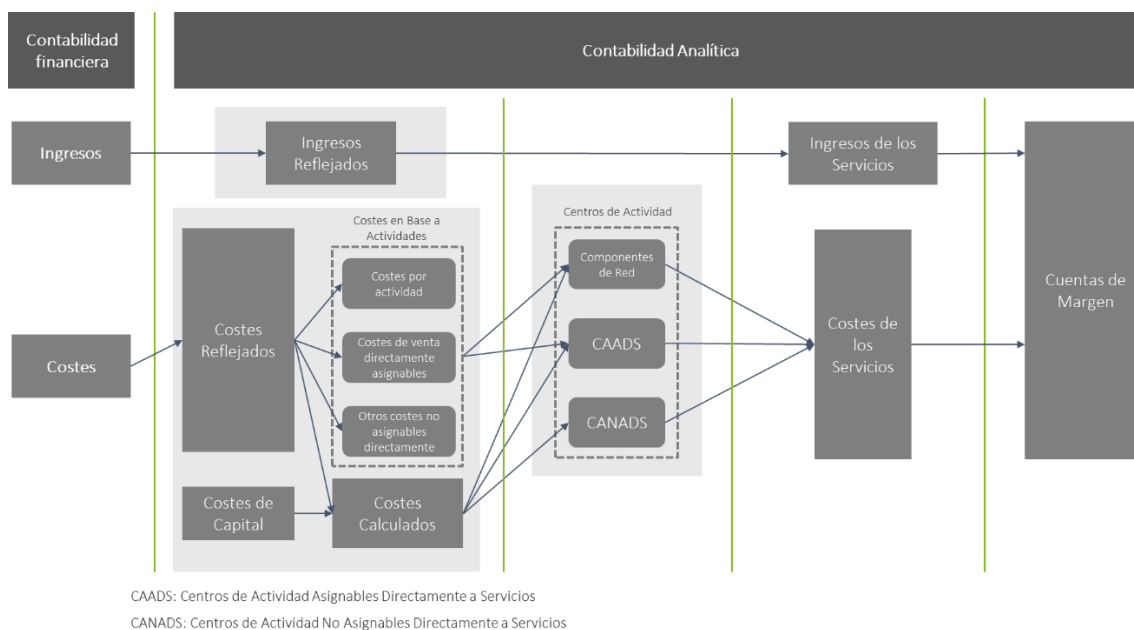 Contabilidad
financiera
Contabilidad Analítica
Ingresos
Ingresos
Reflejados
Ingresos de los
Servicios
Costes en Base a
Actividades
Centros de Actividad
Costes
Costes
Reflejados
Costes por
actividad
Costes de venta
directamente
asignables
Otros costes no
asignables
directamente
Componentes
de Red
CAADS
CANADS
Costes de
los
Servicios
Cuentas de
Margen
Costes de
Capital
Costes
Calculados
CAADS: Centros de Actividad Asignables Directamente a Servicios
CANADS: Centros de Actividad No Asignables Directamente a Servicios